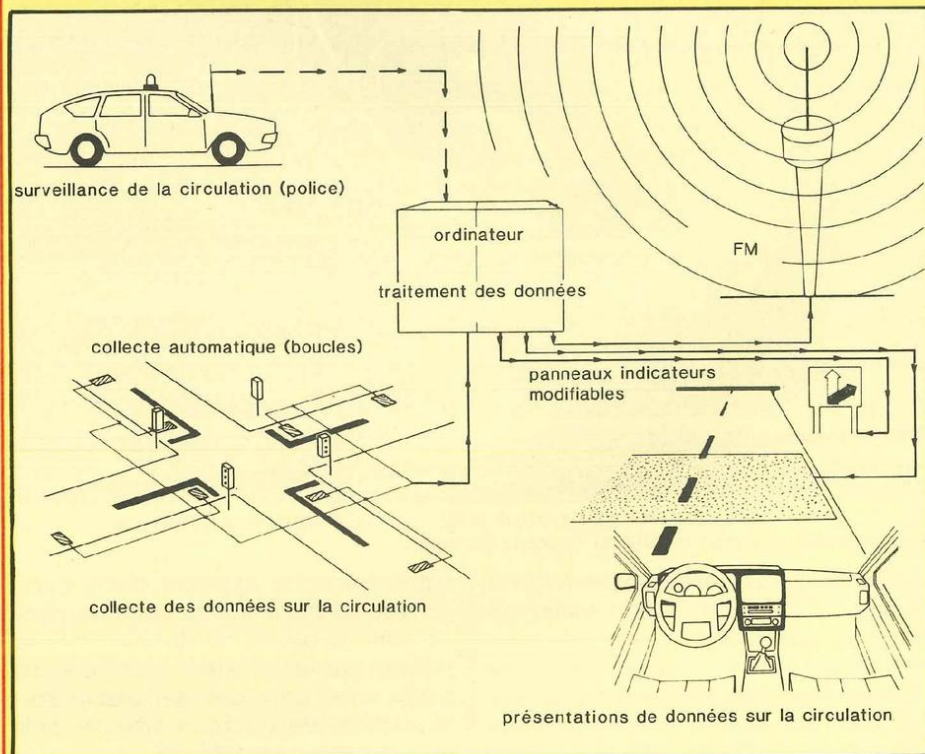 surveillance de la circulation (police)
ordinateur
traitement des données
FM
collecte automatique (boucles)
panneaux indicateurs
modifiables
collecte des données sur la circulation
présentations de données sur la circulation